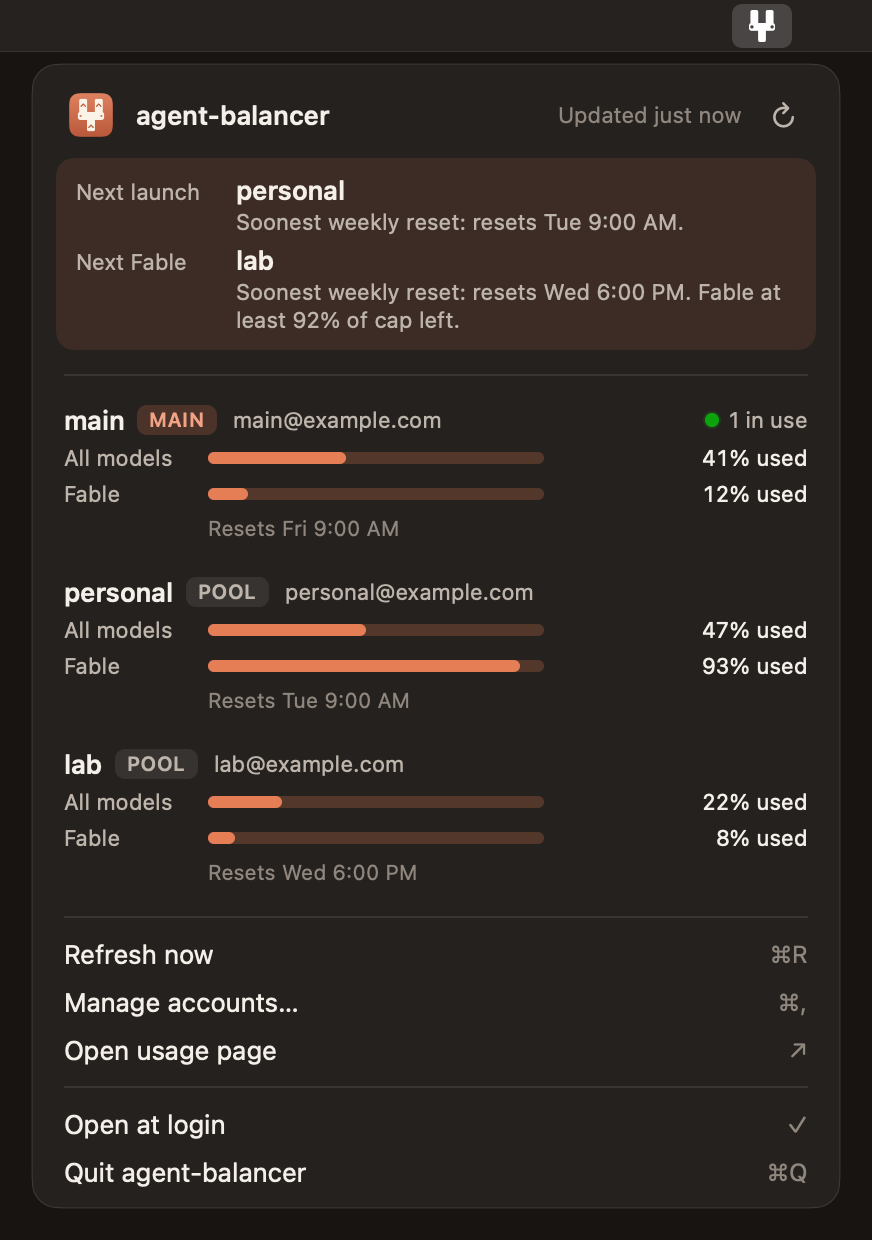 agent-balancer Updated just now
Next launch personal
Soonest weekly reset: resets Tue 9:00 AM.
Next Fable lab
Soonest weekly reset: resets Wed 6:00 PM. Fable at
least 92% of cap left.
main MAIN main@example.com 1 in use
All models 41% used
Fable 12% used
Resets Fri 9:00 AM
personal POOL personal@example.com
All models 47% used
Fable 93% used
Resets Tue 9:00 AM
lab POOL lab@example.com
All models 22% used
Fable 8% used
Resets Wed 6:00 PM
Refresh now ⌘R
Manage accounts... ⌘,
Open usage page ↗
Open at login ✓
Quit agent-balancer ⌘Q